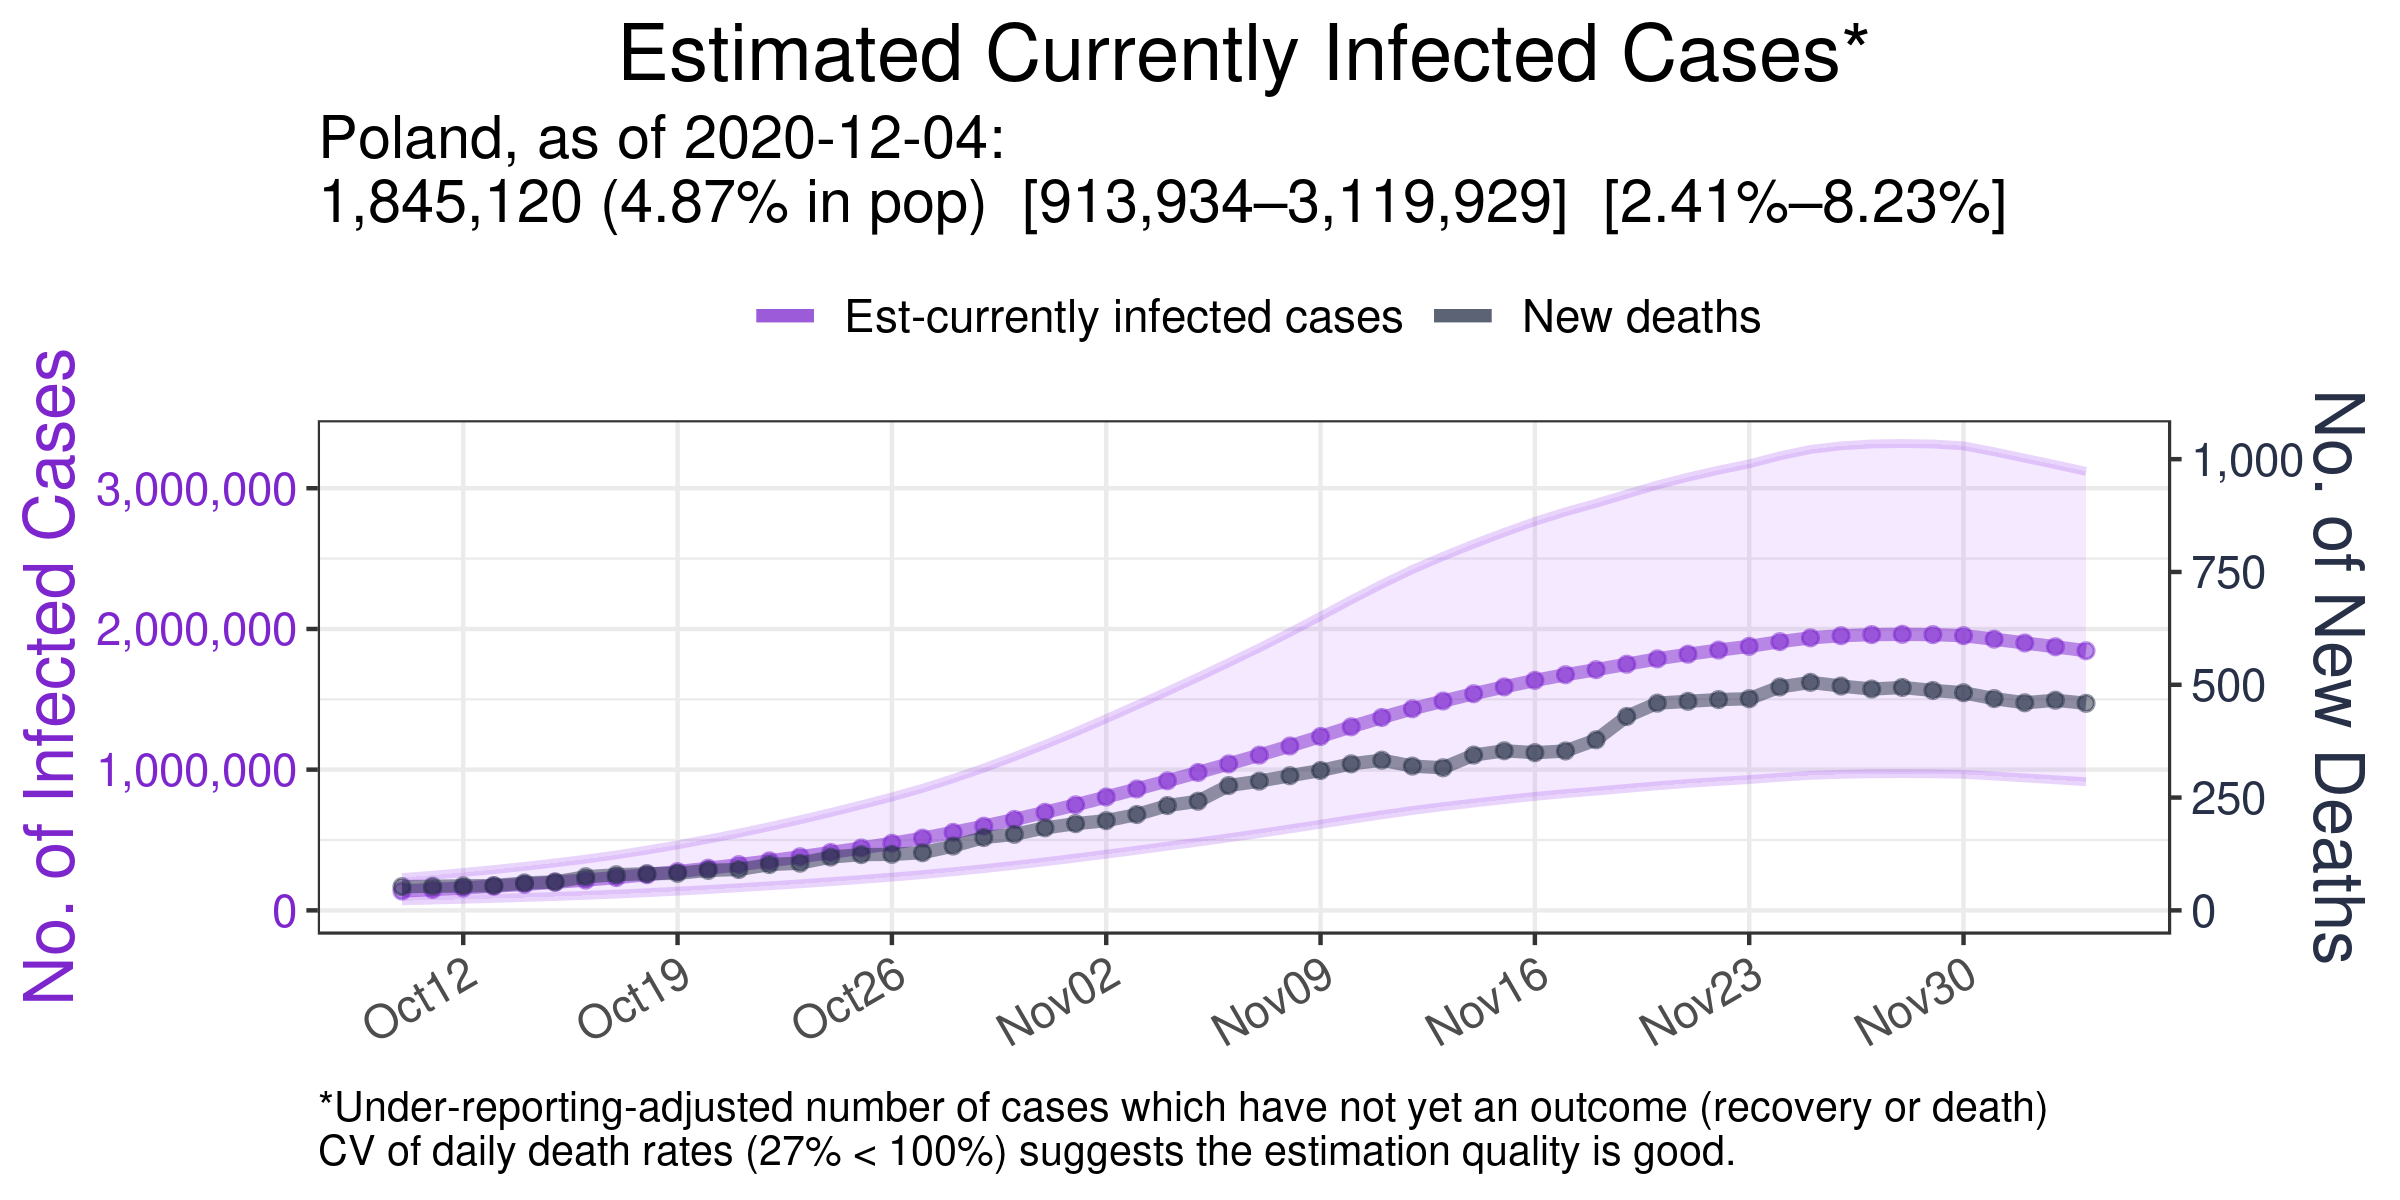 Estimated Currently Infected Cases*
Poland, as of 2020-12-04:
1,845,120 (4.87% in pop) [913,934–3,119,929] [2.41%–8.23%]
Est-currently infected cases
New deaths
No. of Infected Cases
3,000,000
2,000,000
1,000,000
0
No. of New Deaths
1,000
750
500
250
0
Oct12
Oct19
Oct26
Nov02
Nov09
Nov16
Nov23
Nov30
*Under-reporting-adjusted number of cases which have not yet an outcome (recovery or death)
CV of daily death rates (27% < 100%) suggests the estimation quality is good.